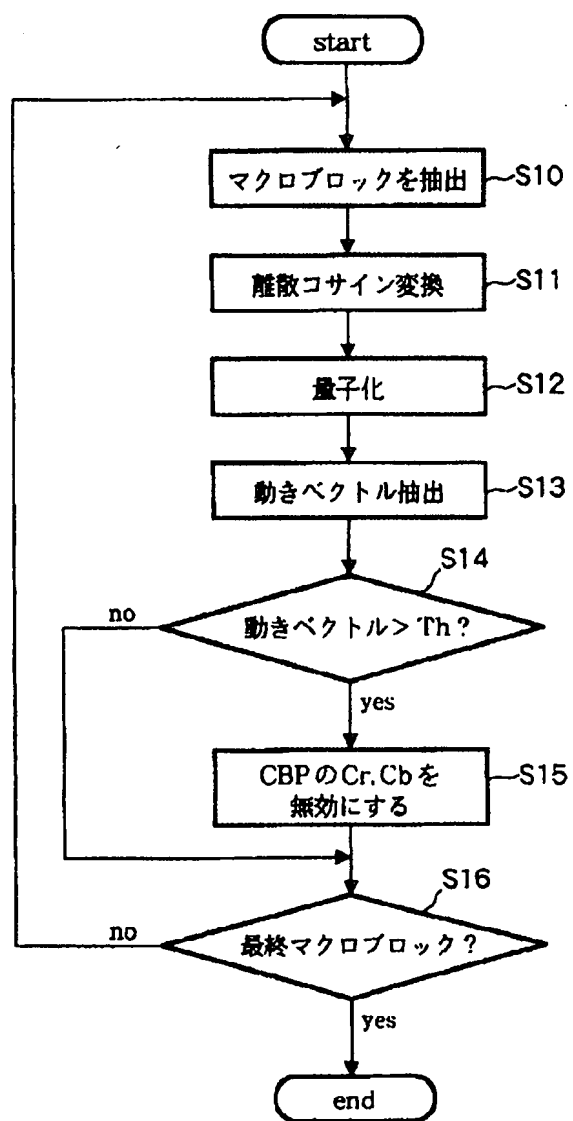 start
マクロブロックを抽出
S10
離散コサイン変換
S11
量子化
S12
動きベクトル抽出
S13
S14
no
動きベクトル> Th?
yes
CBPのCr, Cbを
無効にする
S15
S16
no
最終マクロブロック?
yes
end